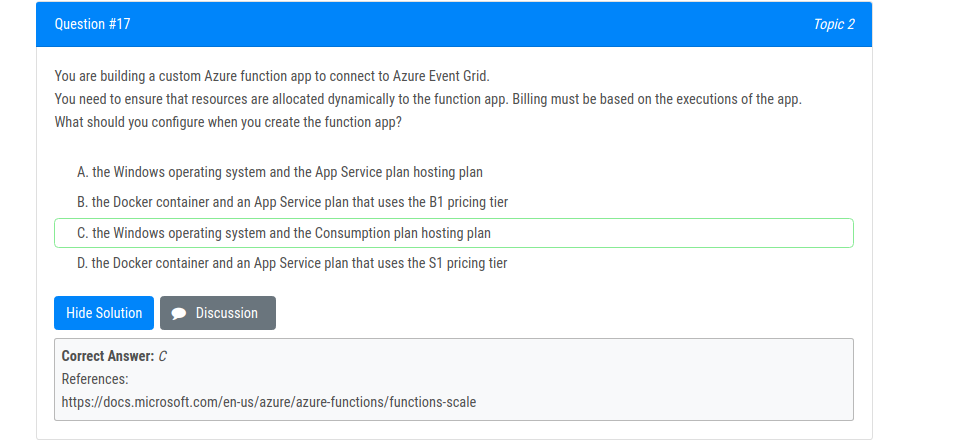 Question #17
Topic 2
You are building a custom Azure function app to connect to Azure Event Grid.
You need to ensure that resources are allocated dynamically to the function app. Billing must be based on the executions of the app.
What should you configure when you create the function app?
A. the Windows operating system and the App Service plan hosting plan
B. the Docker container and an App Service plan that uses the B1 pricing tier
C. the Windows operating system and the Consumption plan hosting plan
D. the Docker container and an App Service plan that uses the S1 pricing tier
Hide Solution
Discussion
Correct Answer: C
References:
https://docs.microsoft.com/en-us/azure/azure-functions/functions-scale